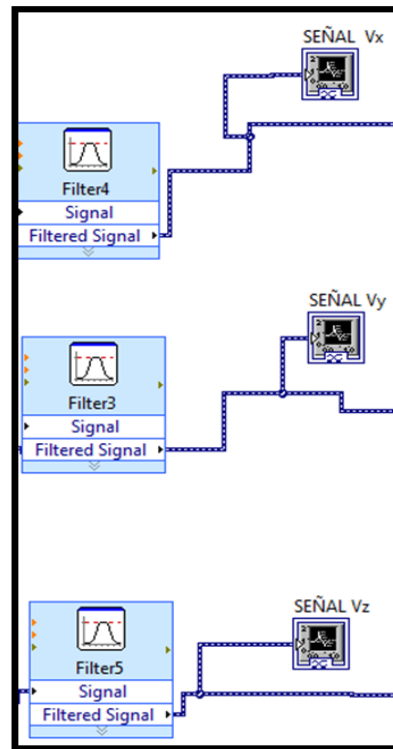 SEÑAL Vx
Filter4
Signal
Filtered Signal
SEÑAL Vy
Filter3
Signal
Filtered Signal
SEÑAL Vz
Filter5
Signal
Filtered Signal